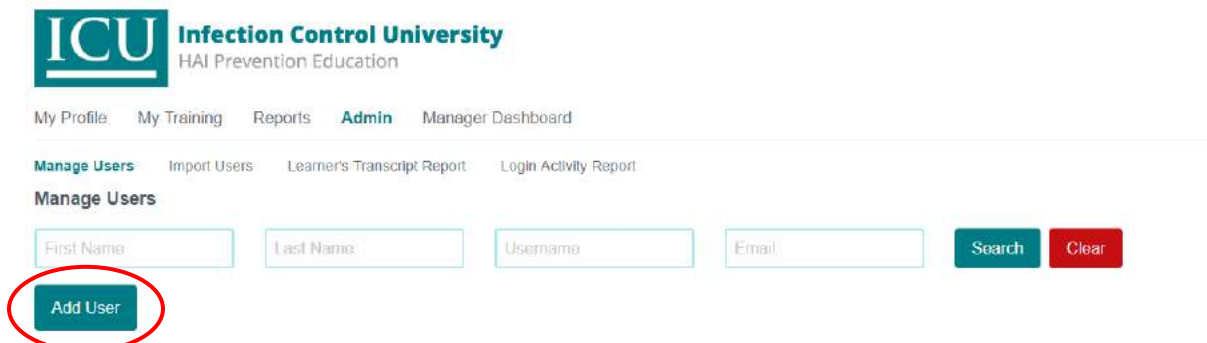 ICU
Infection Control University
HAI Prevention Education
My Profile My Training Reports Admin Manager Dashboard
Manage Users Import Users Learner's Transcript Report Login Activity Report
Manage Users
First Name Last Name Username Email Search Clear
Add User